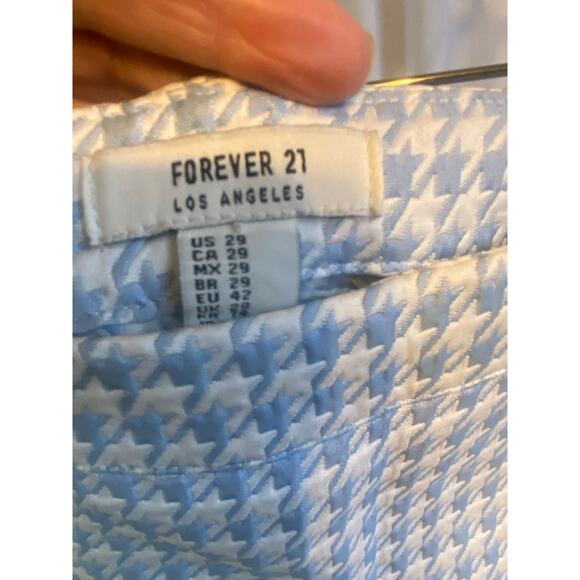 FOREVER 21
LOS ANGELES
US 29
CA 29
MX 29
BR 29
EU 42